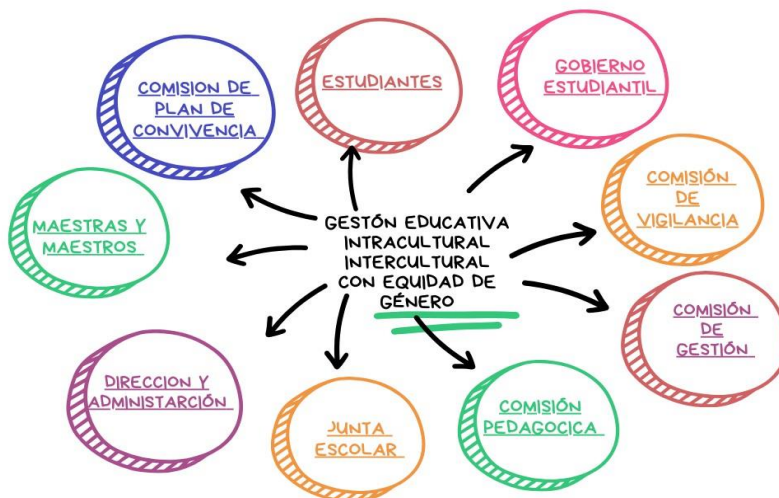 COMISION DE
PLAN DE
CONVIVENCIA
ESTUDIANTES
GOBIERNO
ESTUDIANTIL
MAESTRAS Y
MAESTROS
GESTÓN EDUCATIVA
INTRACULTURAL
INTERCULTURAL
CON EQUIDAD DE
GÉNERO
COMISIÓN
DE
VIGILANCIA
COMISIÓN
DE
GESTIÓN
DIRECCION Y
ADMINISTARCIÓN
JUNTA
ESCOLAR
COMISIÓN
PEDAGOCICA